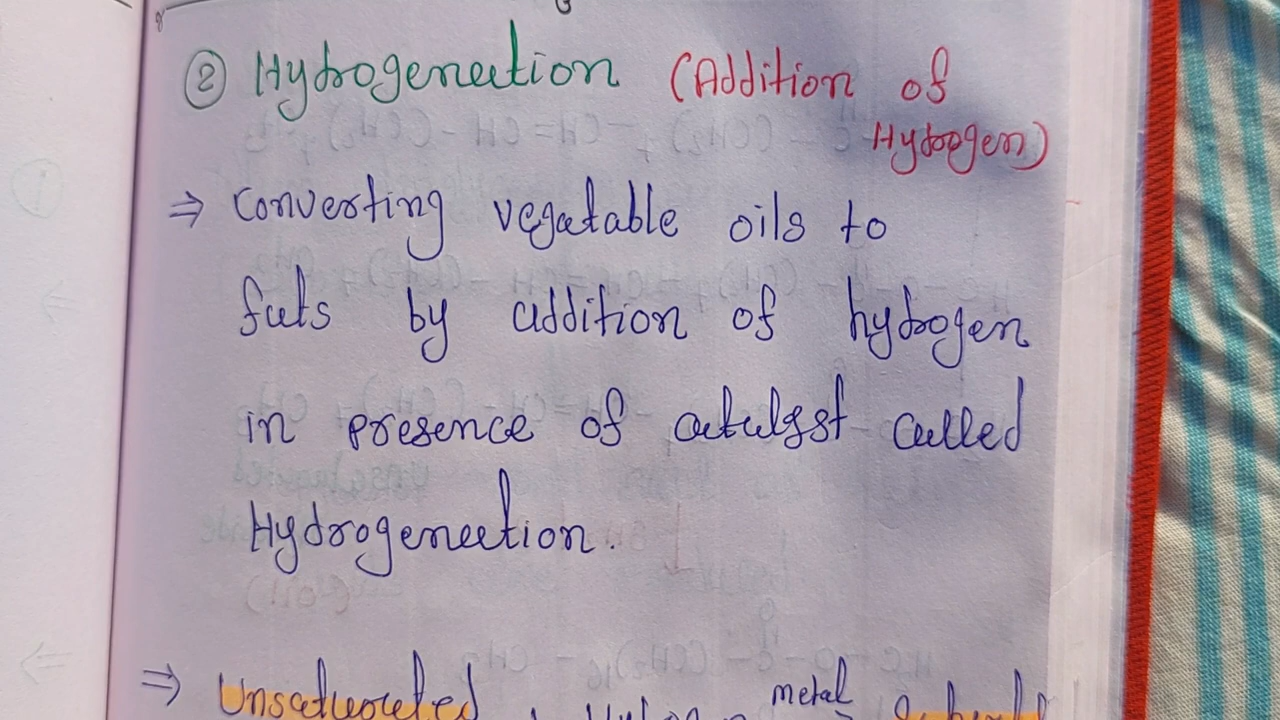 ② Hydrogenation (Addition of
Hydrogen)
⇒ Converting vegatable oils to
fats by addition of hydrogen
in presence of catalyst called
Hydrogenation.
⇒ Unsaturated + metal